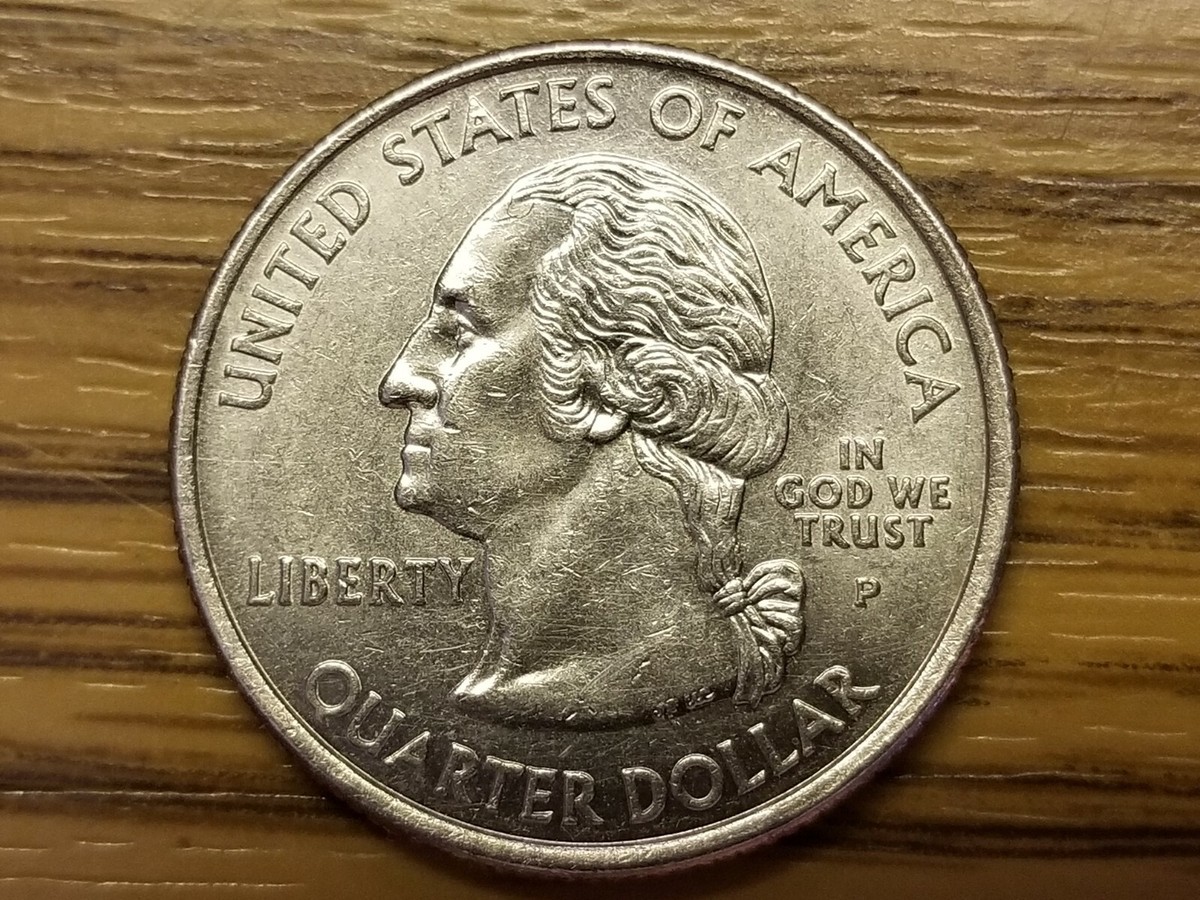 UNITED STATES OF AMERICA
IN
GOD WE
TRUST
LIBERTY
P
QUARTER DOLLAR